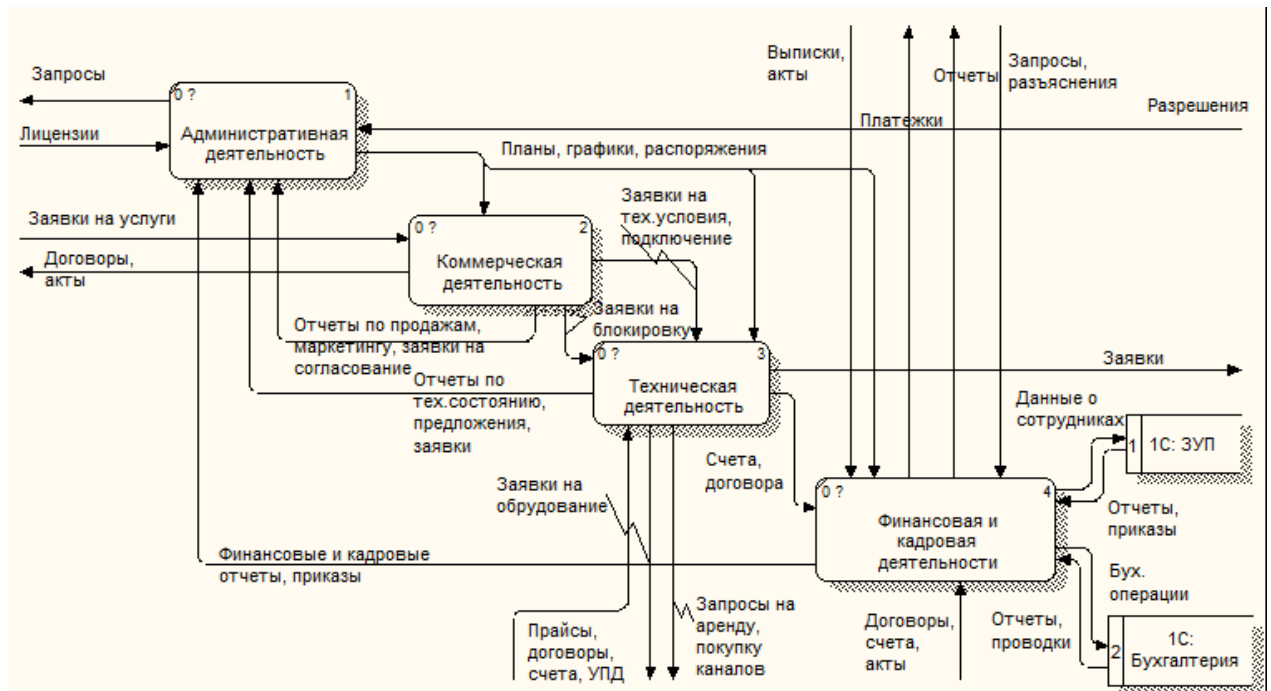 Запросы
Лицензии
0 ?
1
Административная
деятельность
Выписки,
акты
Отчеты
Запросы,
разъяснения
Разрешения
Платежки
Планы, графики, распоряжения
Заявки на услуги
Договоры,
акты
0 ?
2
Коммерческая
деятельность
Заявки на
тех.условия,
подключение
Заявки на
блокировку
Отчеты по продажам,
маркетингу, заявки на
согласование
0 ?
3
Техническая
деятельность
Заявки
Отчеты по
тех.состоянию,
предложения,
заявки
Данные о
сотрудниках
1
1С: ЗУП
Счета,
договора
Заявки на
обрудование
0 ?
4
Финансовая и
кадровая
деятельности
Отчеты,
приказы
Финансовые и кадровые
отчеты, приказы
Бух.
операции
Прайсы,
договоры,
счета, УПД
Запросы на
аренду,
покупку
каналов
Договоры,
счета,
акты
Отчеты,
проводки
2
1С:
Бухгалтерия